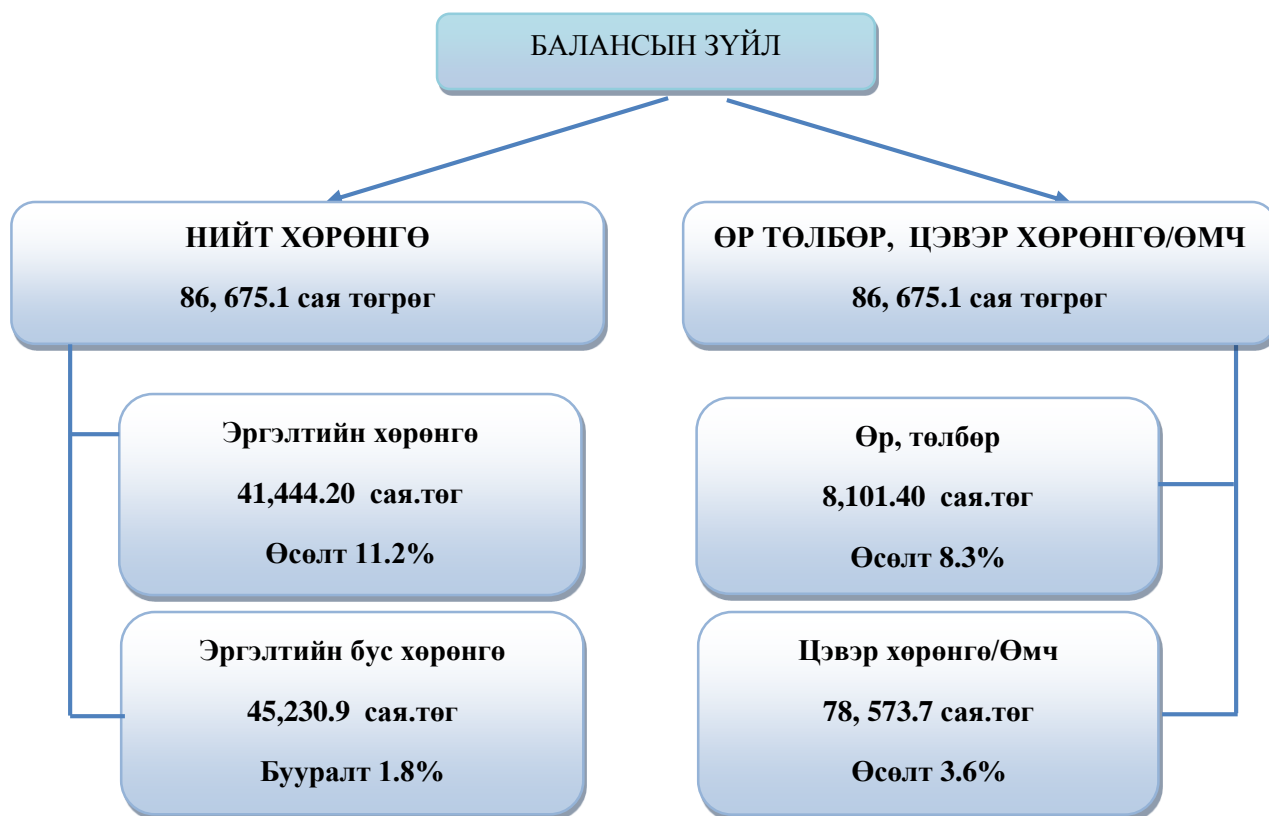 БАЛАНСЫН ЗҮЙЛ
НИЙТ ХӨРӨНГӨ
86, 675.1 сая төгрөг
ӨР ТӨЛБӨР, ЦЭВЭР ХӨРӨНГӨ/ӨМЧ
86, 675.1 сая төгрөг
Эргэлтийн хөрөнгө
41,444.20 сая.төг
Өсөлт 11.2%
Өр, төлбөр
8,101.40 сая.төг
Өсөлт 8.3%
Эргэлтийн бус хөрөнгө
45,230.9 сая.төг
Бууралт 1.8%
Цэвэр хөрөнгө/Өмч
78, 573.7 сая.төг
Өсөлт 3.6%